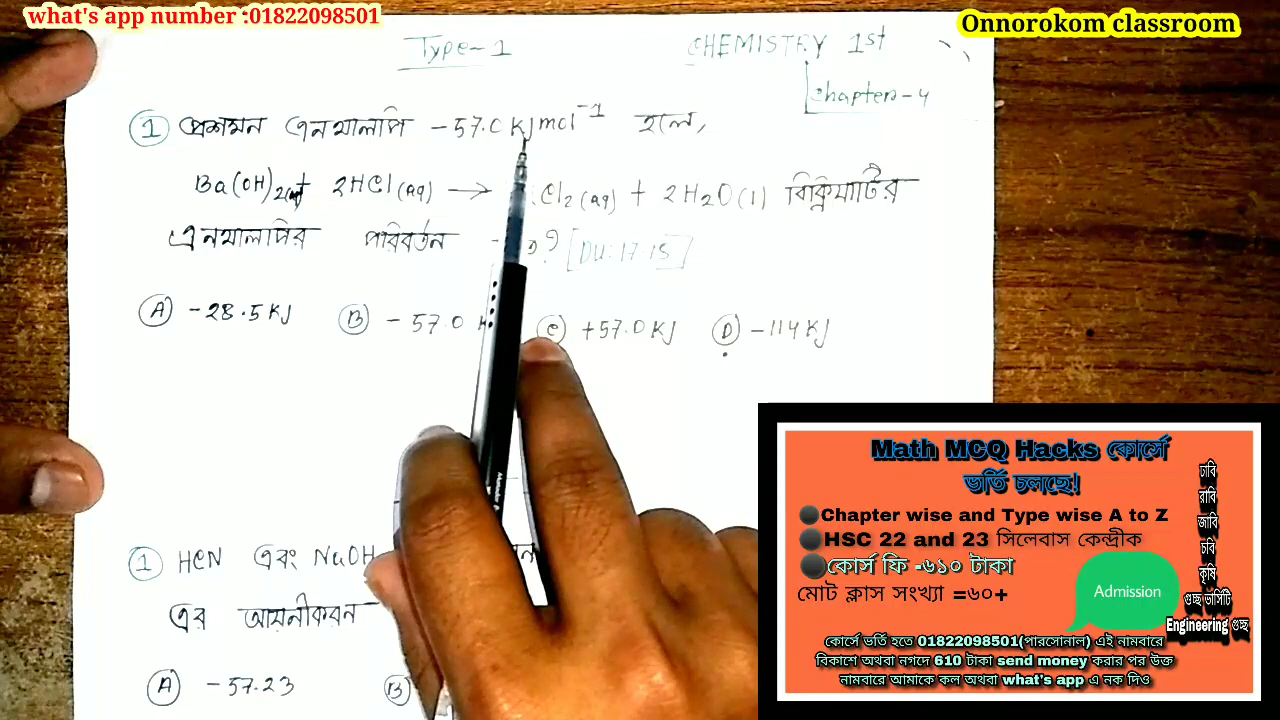 what's app number :01822098501
Onnorokom classroom
Type-1
CHEMISTRY 1st
Chapter-4
1 প্রশমন এনথালপি -57.0 KJmol-1 হলে,
Ba(OH)2(aq)+ 2HCl(aq) → Cl2(aq) + 2H2O(l) বিক্রিয়াটির
এনথালপির পরিবর্তন ? [DU:17-18]
A -28.5 KJ B -57.0 C +57.0 KJ D -114 KJ
1 HCN এবং NaOH
এর আয়নীকরন
A -57.23 B
Math MCQ Hacks কোর্সে
ভর্তি চলছে!
Chapter wise and Type wise A to Z
HSC 22 and 23 সিলেবাস কেন্দ্রীক
কোর্স ফি -৬১০ টাকা
মোট ক্লাস সংখ্যা =৬০+
Admission
ঢাবি
রাবি
জাবি
চবি
কৃষি
গুচ্ছ ভার্সিটি
Engineering গুচ্ছ
কোর্সে ভর্তি হতে 01822098501(পারসোনাল) এই নামবারে
বিকাশে অথবা নগদে 610 টাকা send money করার পর উক্ত
নামবারে আমাকে কল অথবা what's app এ নক দিও